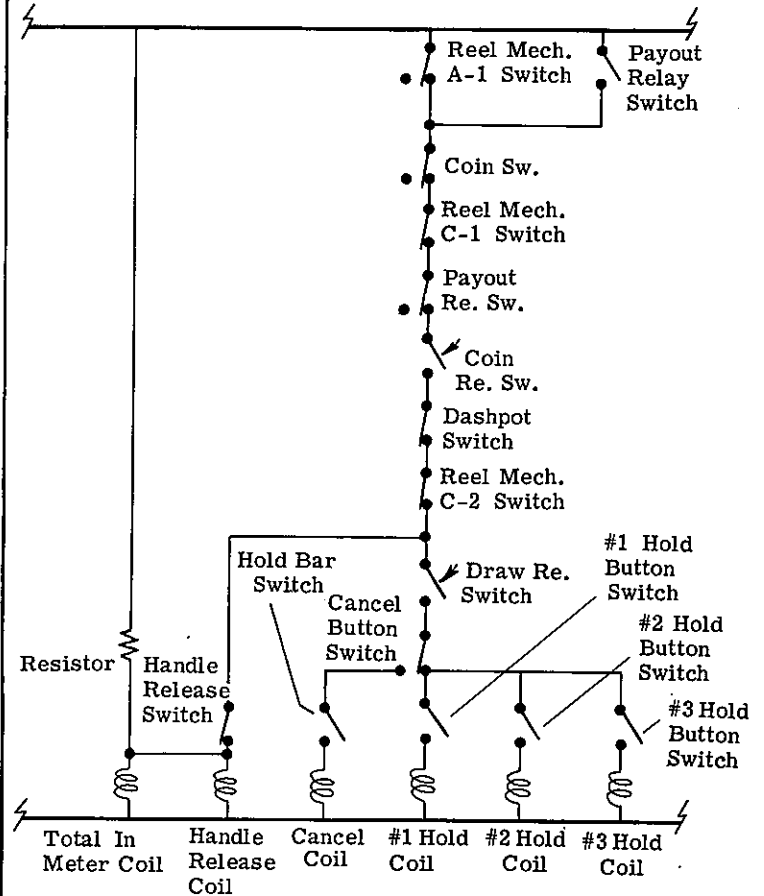 Reel Mech.
A-1 Switch
Payout
Relay
Switch
Coin Sw.
Reel Mech.
C-1 Switch
Payout
Re. Sw.
Coin
Re. Sw.
Dashpot
Switch
Reel Mech.
C-2 Switch
#1 Hold
Button
Switch
Hold Bar
Switch
Draw Re.
Switch
Cancel
Button
Switch
#2 Hold
Button
Switch
Resistor
Handle
Release
Switch
#3 Hold
Button
Switch
Total In
Meter Coil
Handle
Release
Coil
Cancel
Coil
#1 Hold
Coil
#2 Hold
Coil
#3 Hold
Coil